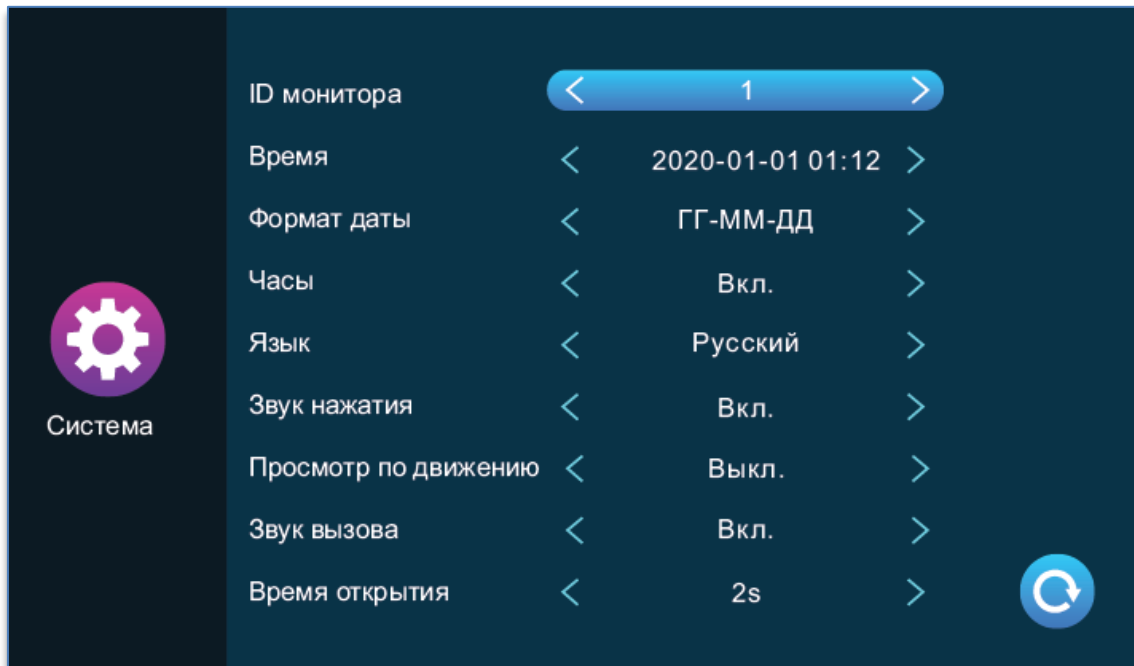 ID монитора 1
Время 2020-01-01 01:12
Формат даты ГГ-ММ-ДД
Часы Вкл.
Язык Русский
Звук нажатия Вкл.
Система
Просмотр по движению Выкл.
Звук вызова Вкл.
Время открытия 2s